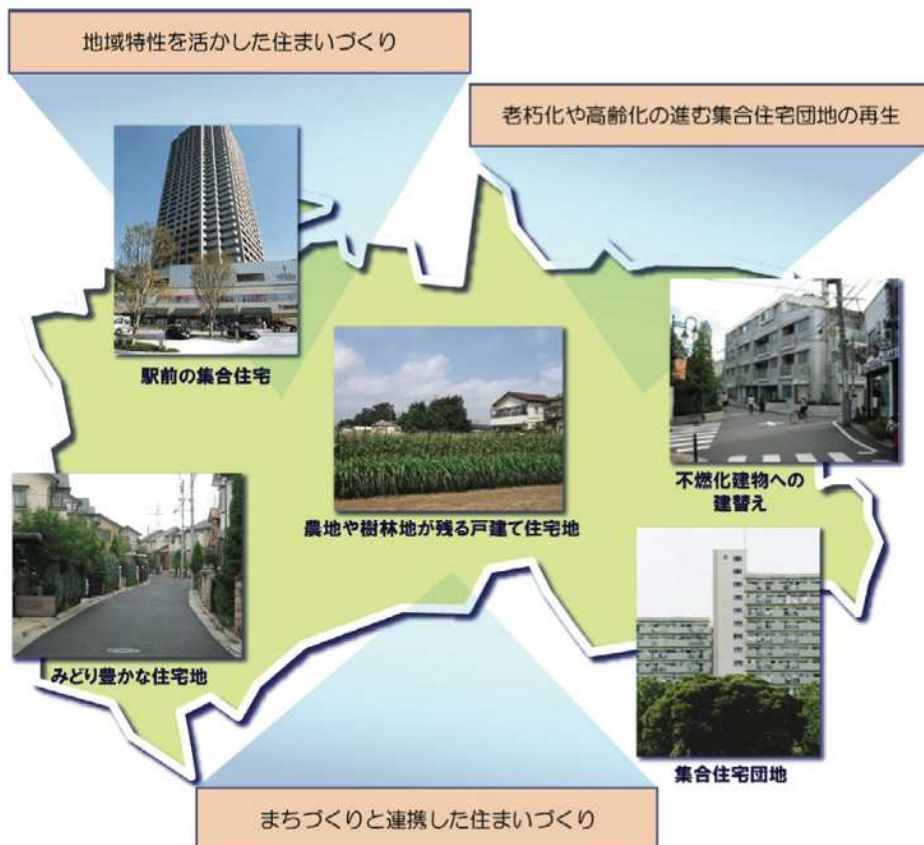 地域特性を活かした住まいづくり
老朽化や高齢化の進む集合住宅団地の再生
駅前の集合住宅
農地や樹林地が残る戸建て住宅地
不燃化建物への
建替え
みどり豊かな住宅地
集合住宅団地
まちづくりと連携した住まいづくり